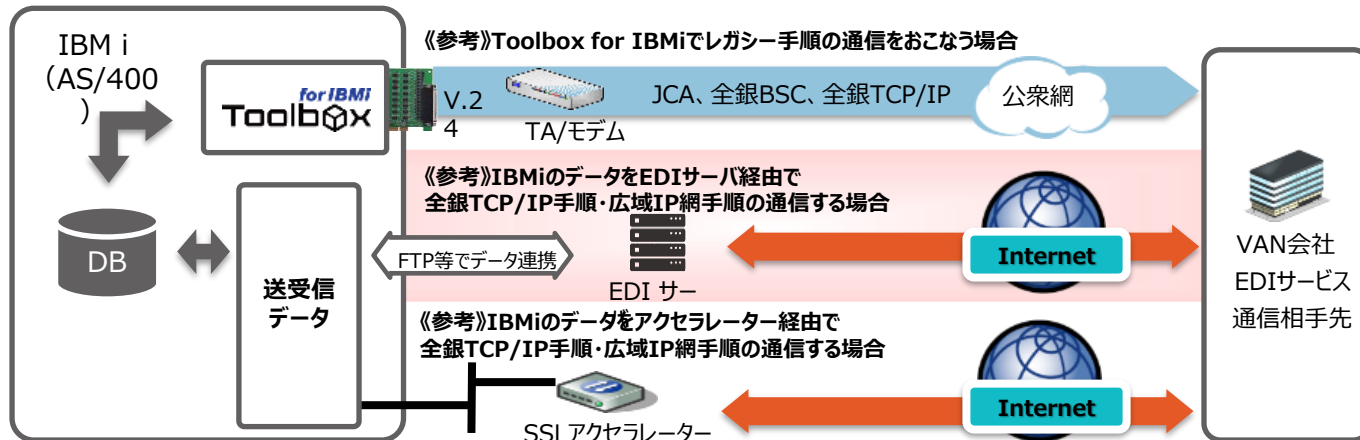 IBM i
(AS/400
)
DB
for IBMi
Toolbox
送受信
データ
《参考》Toolbox for IBMiでレガシー手順の通信をおこなう場合
V.2
4
TA/モデム
JCA、全銀BSC、全銀TCP/IP
公衆網
《参考》IBMiのデータをEDIサーバ経由で
全銀TCP/IP手順・広域IP網手順の通信する場合
FTP等でデータ連携
EDI サー
Internet
《参考》IBMiのデータをアクセラレーター経由で
全銀TCP/IP手順・広域IP網手順の通信する場合
SSLアクセラレーター
Internet
VAN会社
EDIサービス
通信相手先